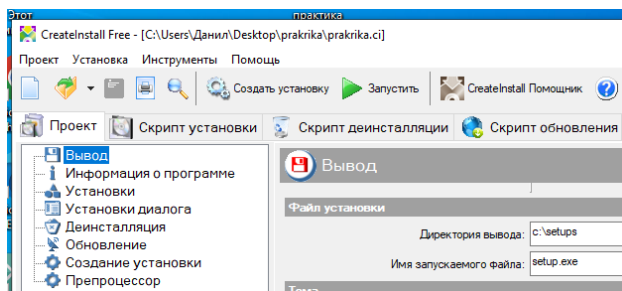 Этот
практика
CreateInstall Free - [C:\Users\Данил\Desktop\prakrika\prakrika.ci]
Проект Установка Инструменты Помощь
Создать установку Запустить CreateInstall Помощник
Проект Скрипт установки Скрипт деинсталляции Скрипт обновления
Вывод
Информация о программе
Установки
Установки диалога
Деинсталляция
Обновление
Создание установки
Препроцессор
Вывод
Файл установки
Директория вывода: c:\setups
Имя запускаемого файла: setup.exe
Тема